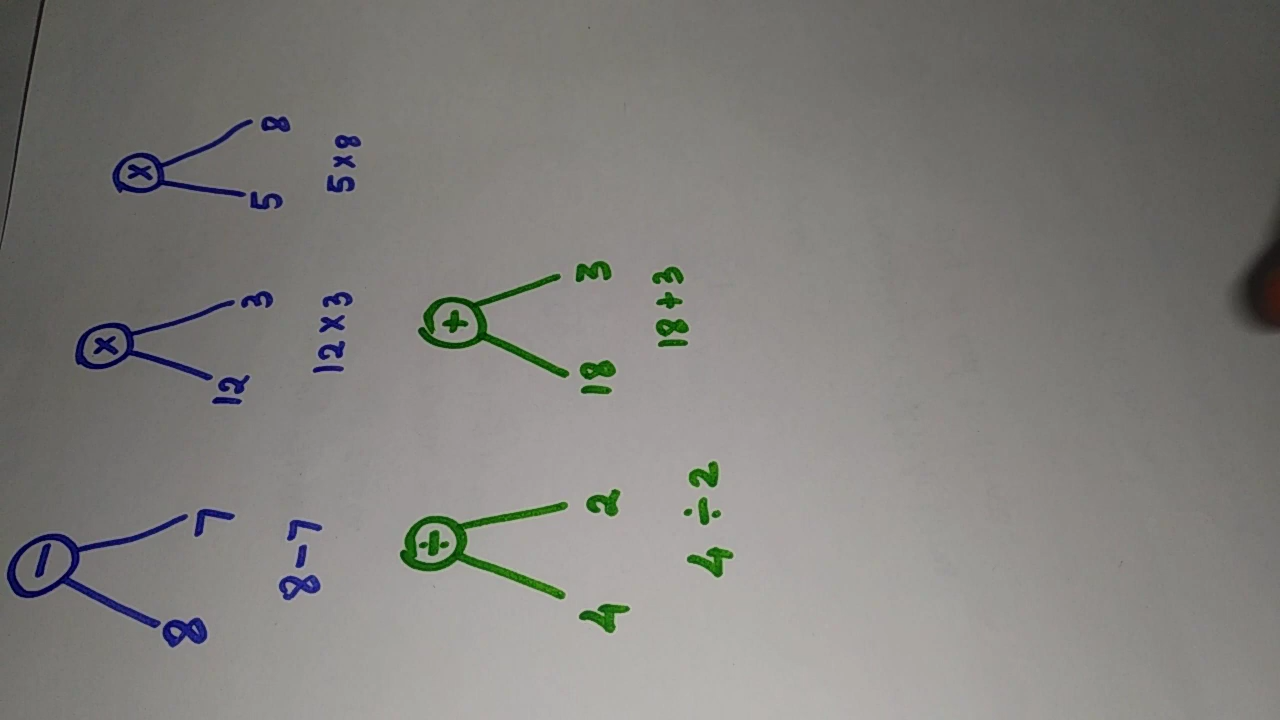 − × ×
8 7 12 3 5 8
8 − 7 12 × 3 5 × 8
÷ +
4 2 18 3
4 ÷ 2 18 + 3